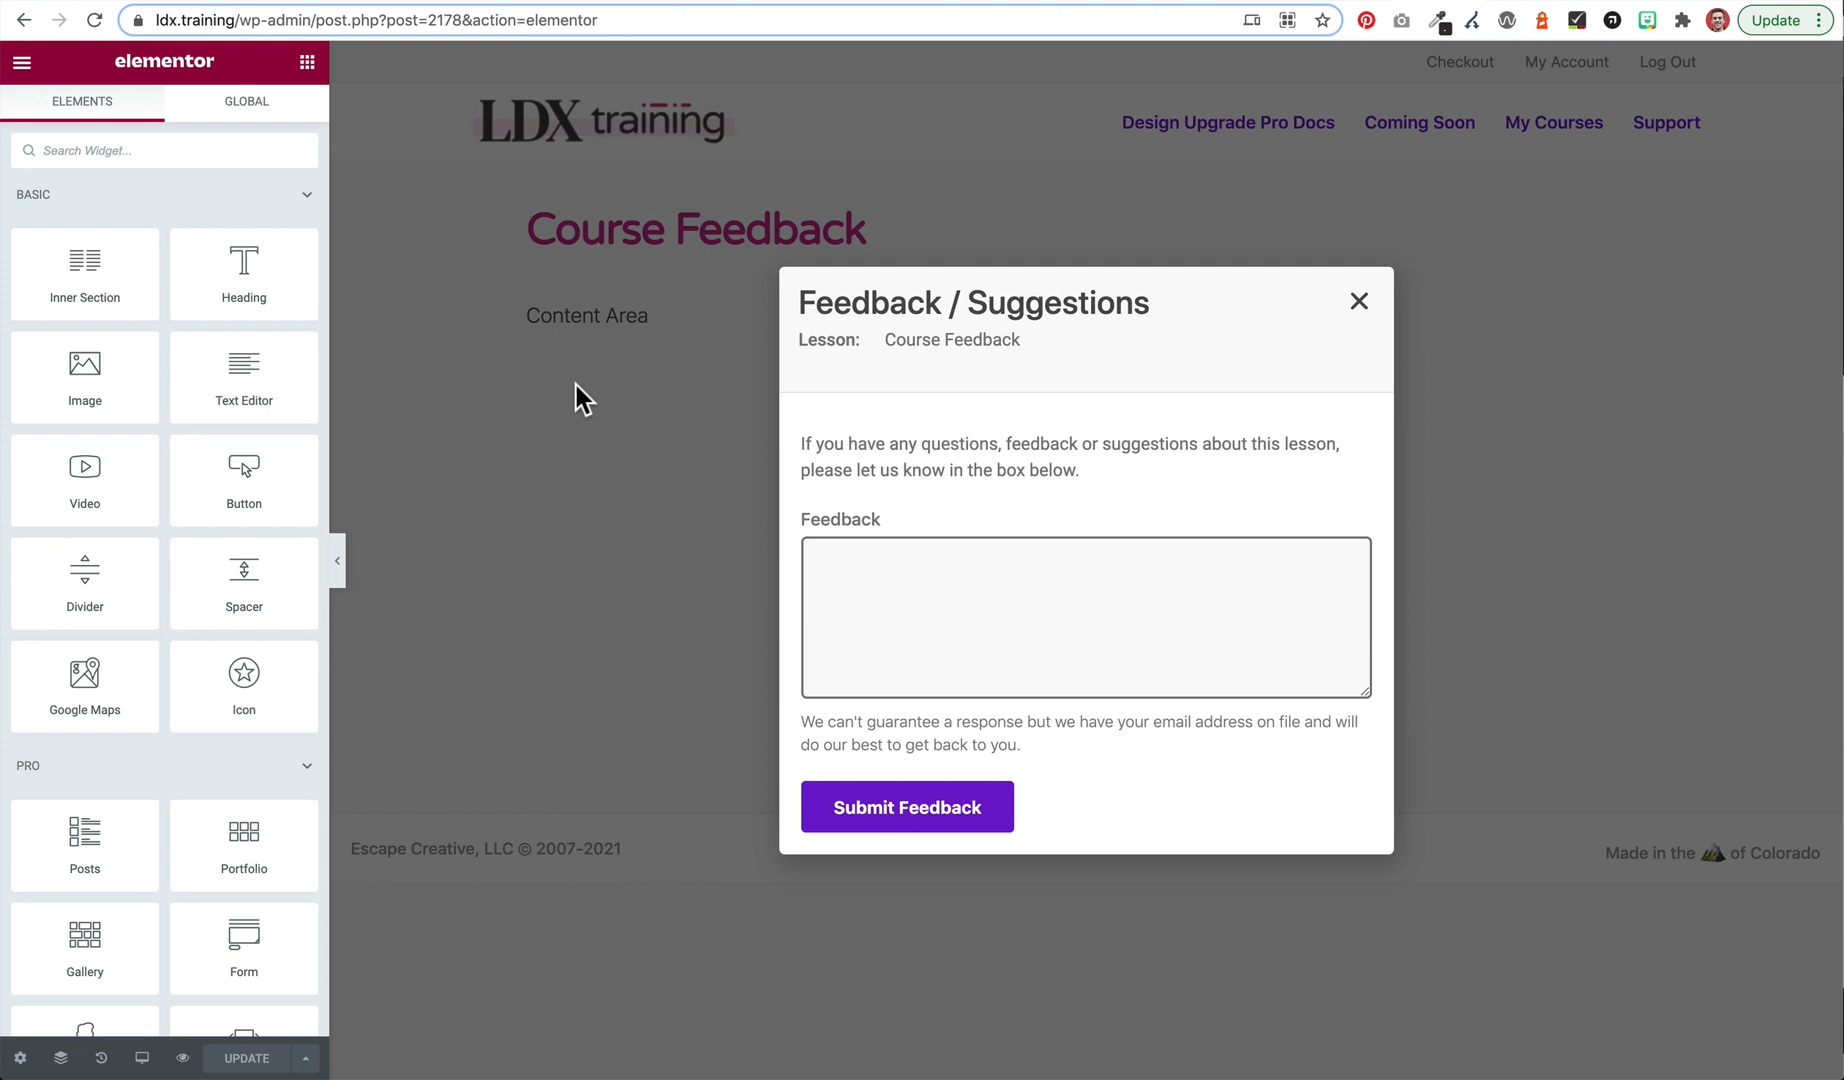 ldx.training/wp-admin/post.php?post=2178&action=elementor
Update
elementor
ELEMENTS
GLOBAL
Search Widget...
BASIC
Inner Section
Heading
Image
Text Editor
Video
Button
Divider
Spacer
Google Maps
Icon
PRO
Posts
Portfolio
Gallery
Form
UPDATE
Checkout
My Account
Log Out
LDX training
Design Upgrade Pro Docs
Coming Soon
My Courses
Support
Course Feedback
Content Area
Feedback / Suggestions
Lesson: Course Feedback
If you have any questions, feedback or suggestions about this lesson,
please let us know in the box below.
Feedback
We can't guarantee a response but we have your email address on file and will
do our best to get back to you.
Submit Feedback
Escape Creative, LLC © 2007-2021
Made in the 🏔️ of Colorado